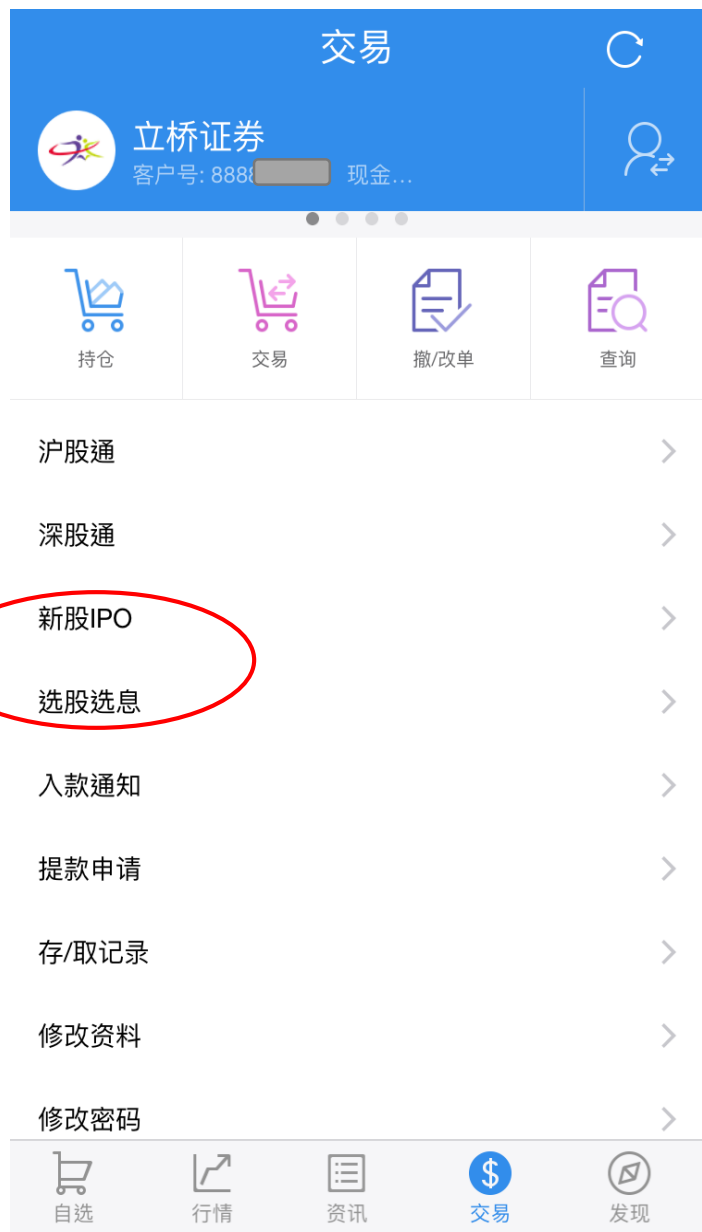 交易
立桥证券
客户号: 888 现金...
持仓 交易 撤/改单 查询
沪股通
深股通
新股IPO
选股选息
入款通知
提款申请
存/取记录
修改资料
修改密码
自选 行情 资讯 交易 发现